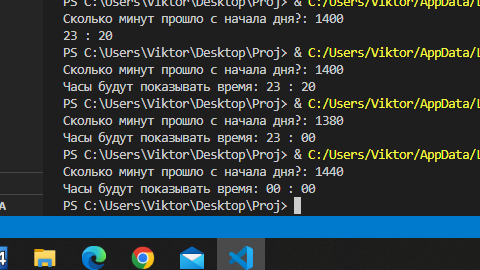 PS C:\Users\Viktor\Desktop\Proj> & C:/Users/Viktor/AppData/
Сколько минут прошло с начала дня?: 1400
23 : 20
PS C:\Users\Viktor\Desktop\Proj> & C:/Users/Viktor/AppData/
Сколько минут прошло с начала дня?: 1400
Часы будут показывать время: 23 : 20
PS C:\Users\Viktor\Desktop\Proj> & C:/Users/Viktor/AppData/
Сколько минут прошло с начала дня?: 1380
Часы будут показывать время: 23 : 00
PS C:\Users\Viktor\Desktop\Proj> & C:/Users/Viktor/AppData/
Сколько минут прошло с начала дня?: 1440
Часы будут показывать время: 00 : 00
PS C:\Users\Viktor\Desktop\Proj>